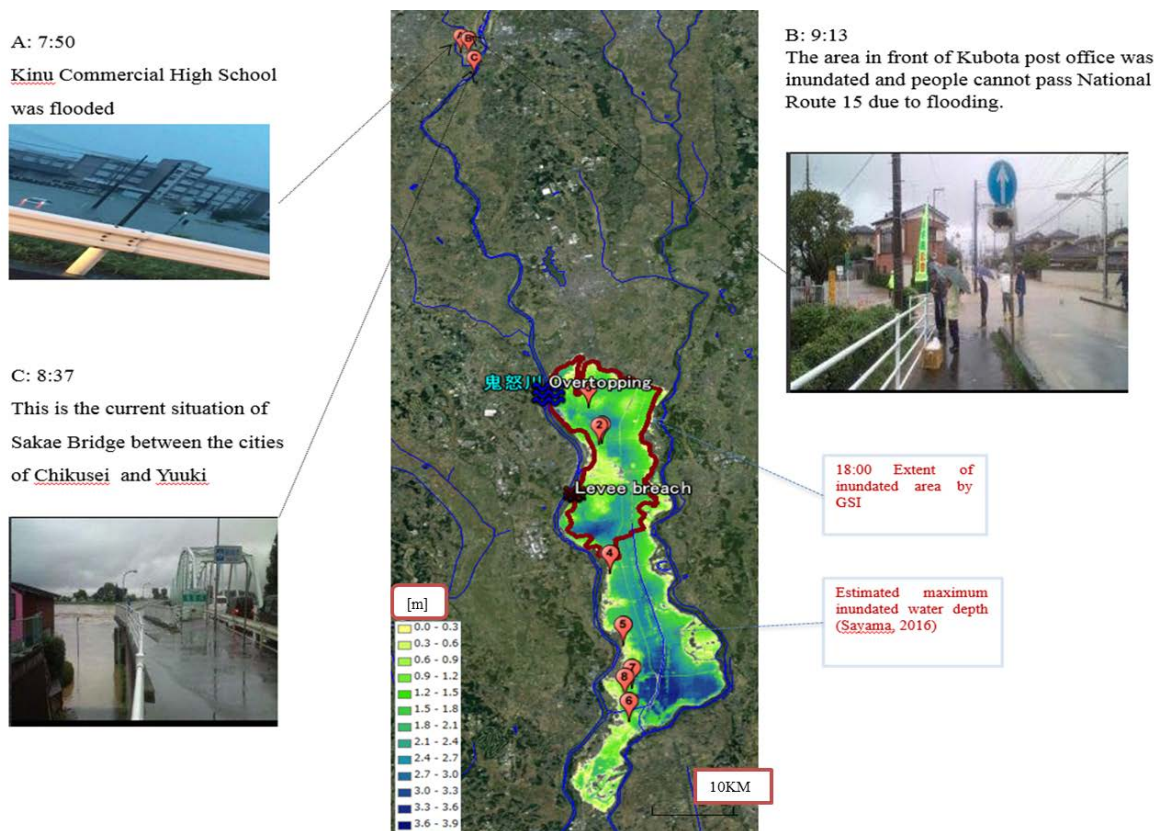 A: 7:50
Kinu Commercial High School
was flooded
B: 9:13
The area in front of Kubota post office was
inundated and people cannot pass National
Route 15 due to flooding.
C: 8:37
This is the current situation of
Sakae Bridge between the cities
of Chikusei and Yuuki
B
C
鬼怒川 Overtopping
2
Levee breach
4
5
7
8
6
18:00 Extent of
inundated area by
GSI
Estimated maximum
inundated water depth
(Sayama, 2016)
[m]
0.0 - 0.3
0.3 - 0.6
0.6 - 0.9
0.9 - 1.2
1.2 - 1.5
1.5 - 1.8
1.8 - 2.1
2.1 - 2.4
2.4 - 2.7
2.7 - 3.0
3.0 - 3.3
3.3 - 3.6
3.6 - 3.9
10KM